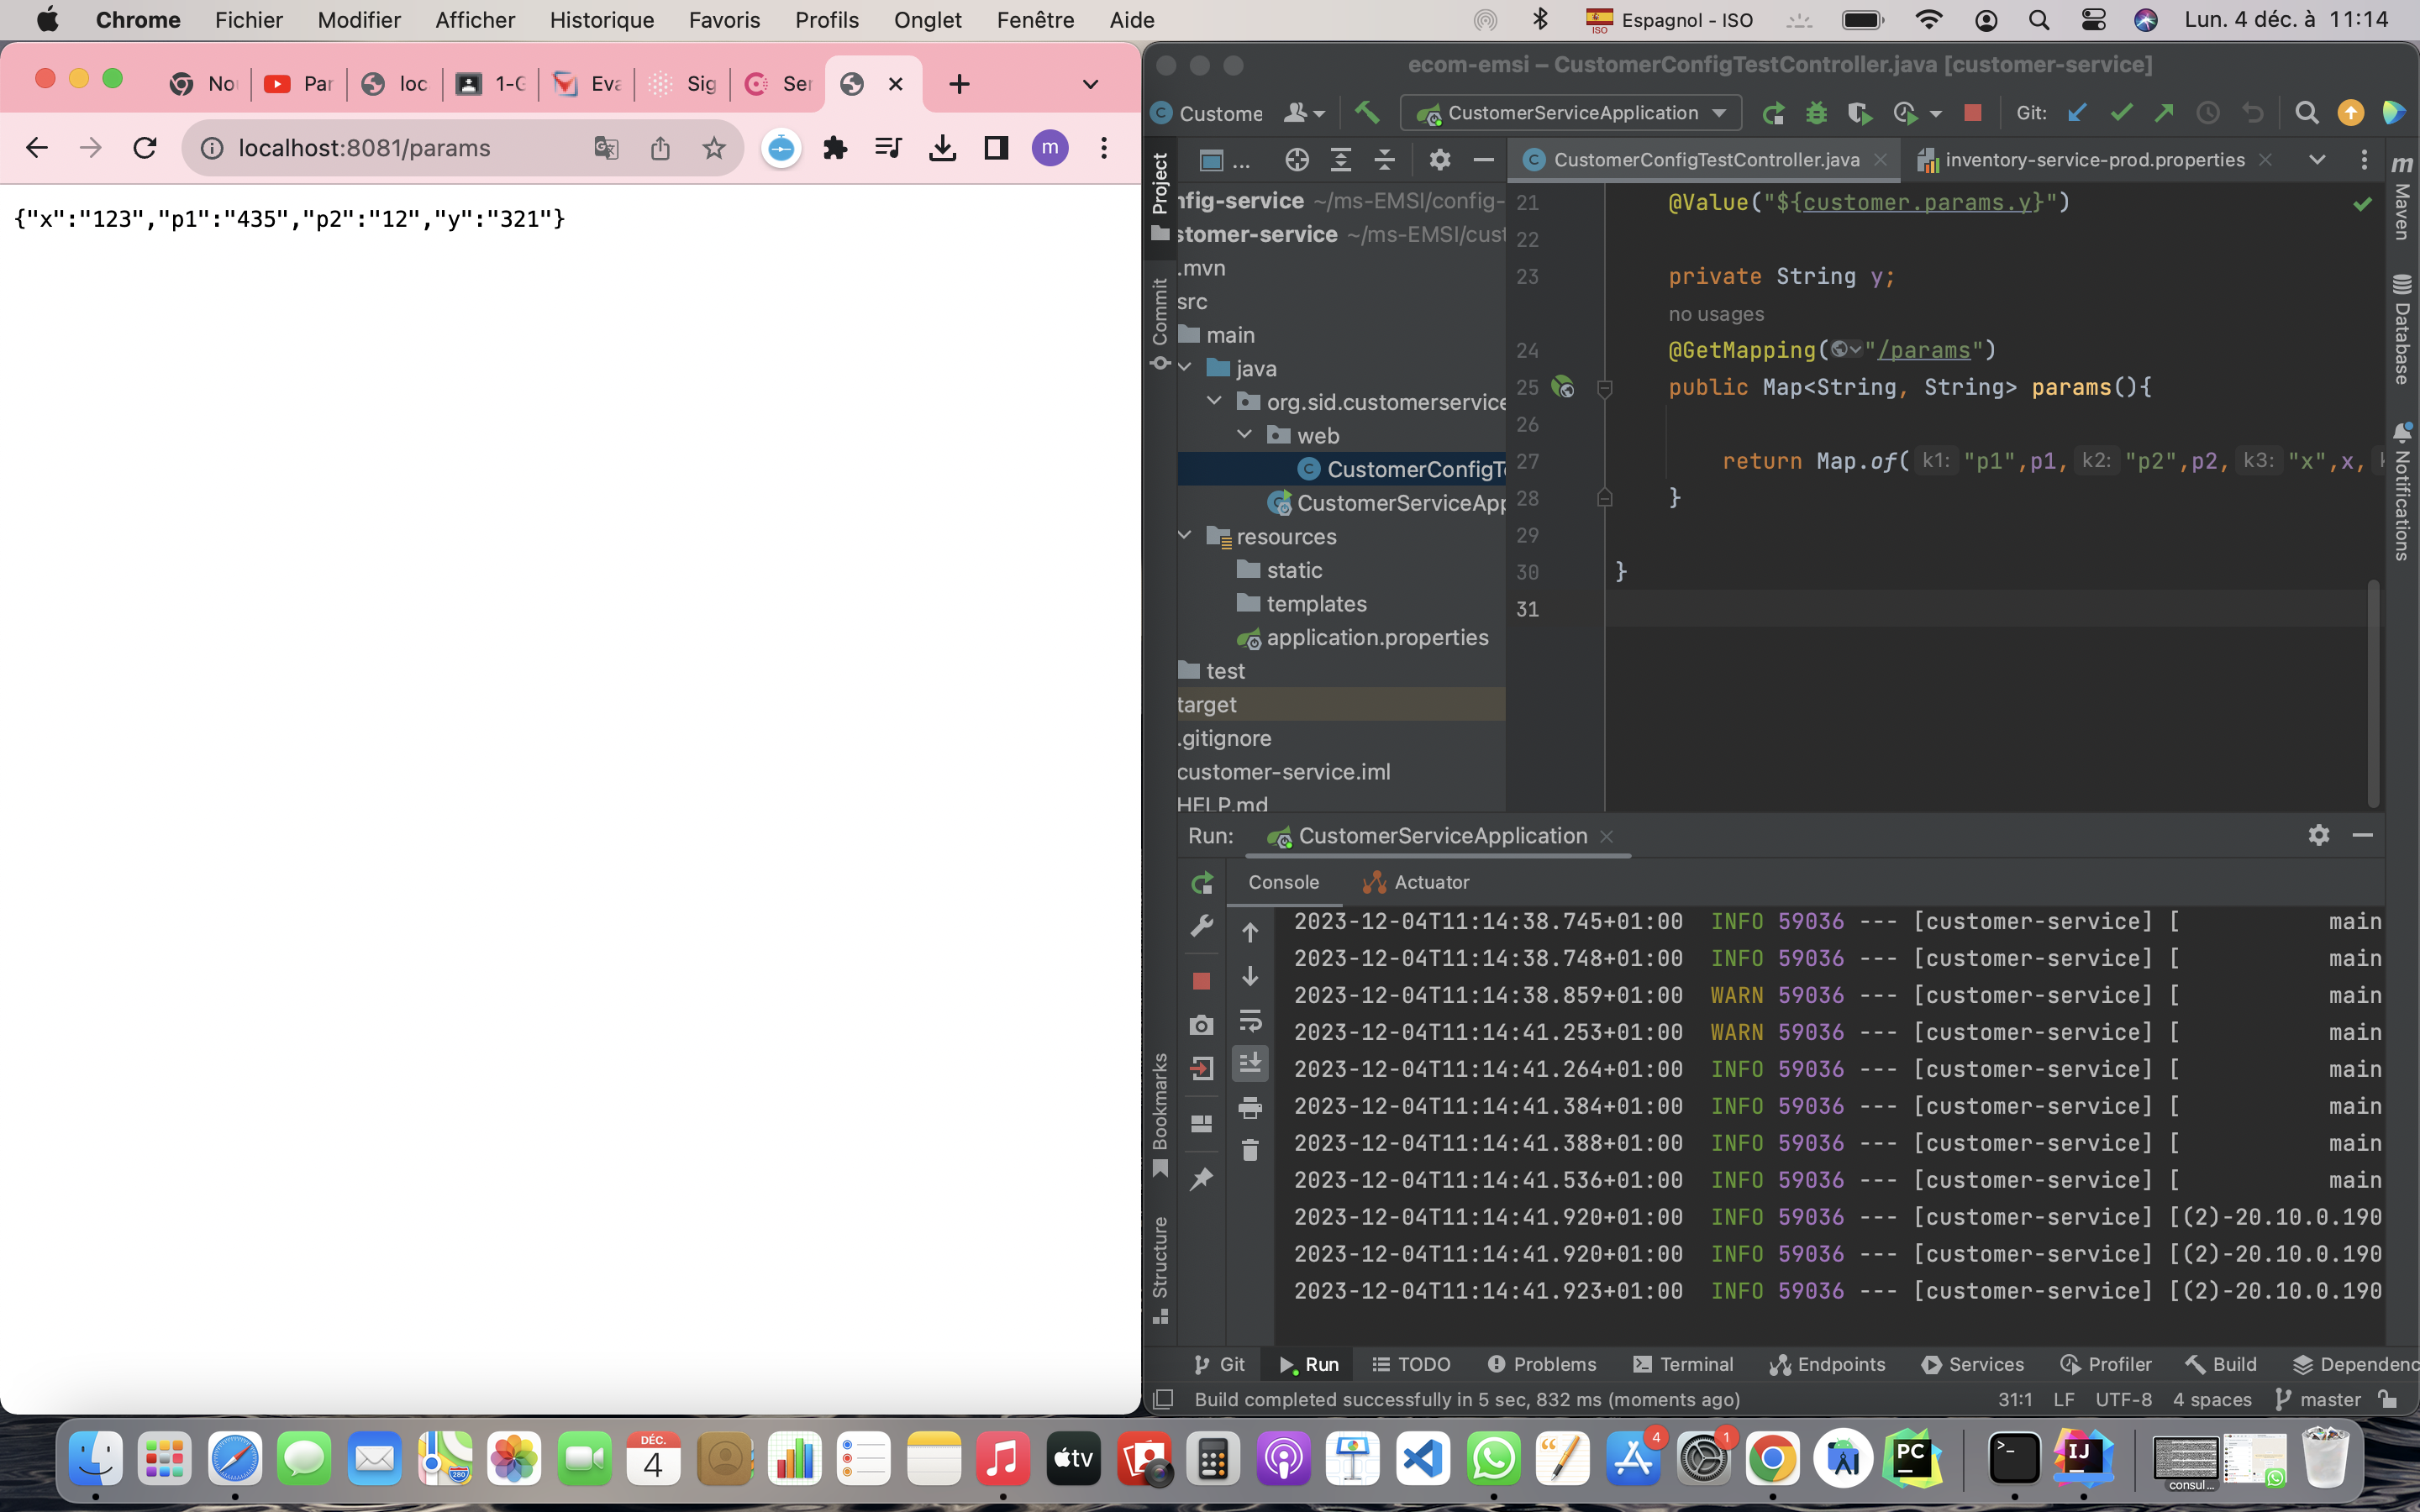 Chrome Fichier Modifier Afficher Historique Favoris Profils Onglet Fenêtre Aide
ISO Espagnol - ISO Lun. 4 déc. à 11:14
No Par loc 1-G Eva Sig Ser
localhost:8081/params
m
{"x":"123","p1":"435","p2":"12","y":"321"}
ecom-emsi – CustomerConfigTestController.java [customer-service]
Custome CustomerServiceApplication Git:
Project
Commit
Bookmarks
Structure
...
nfig-service ~/ms-EMSI/config-
stomer-service ~/ms-EMSI/cust
.mvn
src
main
java
org.sid.customerservice
web
CustomerConfigTe
CustomerServiceApp
resources
static
templates
application.properties
test
target
.gitignore
customer-service.iml
HELP.md
CustomerConfigTestController.java inventory-service-prod.properties
21 @Value("${customer.params.y}")
22
23 private String y;
no usages
24 @GetMapping("/params")
25 public Map<String, String> params(){
26
27 return Map.of( k1: "p1",p1, k2: "p2",p2, k3: "x",x,
28 }
29
30 }
31
m Maven
Database
Notifications
Run: CustomerServiceApplication
Console Actuator
2023-12-04T11:14:38.745+01:00 INFO 59036 --- [customer-service] [ main
2023-12-04T11:14:38.748+01:00 INFO 59036 --- [customer-service] [ main
2023-12-04T11:14:38.859+01:00 WARN 59036 --- [customer-service] [ main
2023-12-04T11:14:41.253+01:00 WARN 59036 --- [customer-service] [ main
2023-12-04T11:14:41.264+01:00 INFO 59036 --- [customer-service] [ main
2023-12-04T11:14:41.384+01:00 INFO 59036 --- [customer-service] [ main
2023-12-04T11:14:41.388+01:00 INFO 59036 --- [customer-service] [ main
2023-12-04T11:14:41.536+01:00 INFO 59036 --- [customer-service] [ main
2023-12-04T11:14:41.920+01:00 INFO 59036 --- [customer-service] [(2)-20.10.0.190
2023-12-04T11:14:41.920+01:00 INFO 59036 --- [customer-service] [(2)-20.10.0.190
2023-12-04T11:14:41.923+01:00 INFO 59036 --- [customer-service] [(2)-20.10.0.190
Git Run TODO Problems Terminal Endpoints Services Profiler Build Dependenc
Build completed successfully in 5 sec, 832 ms (moments ago) 31:1 LF UTF-8 4 spaces master
280 DÉC. 4 tv 4 1 PC IJ consul...